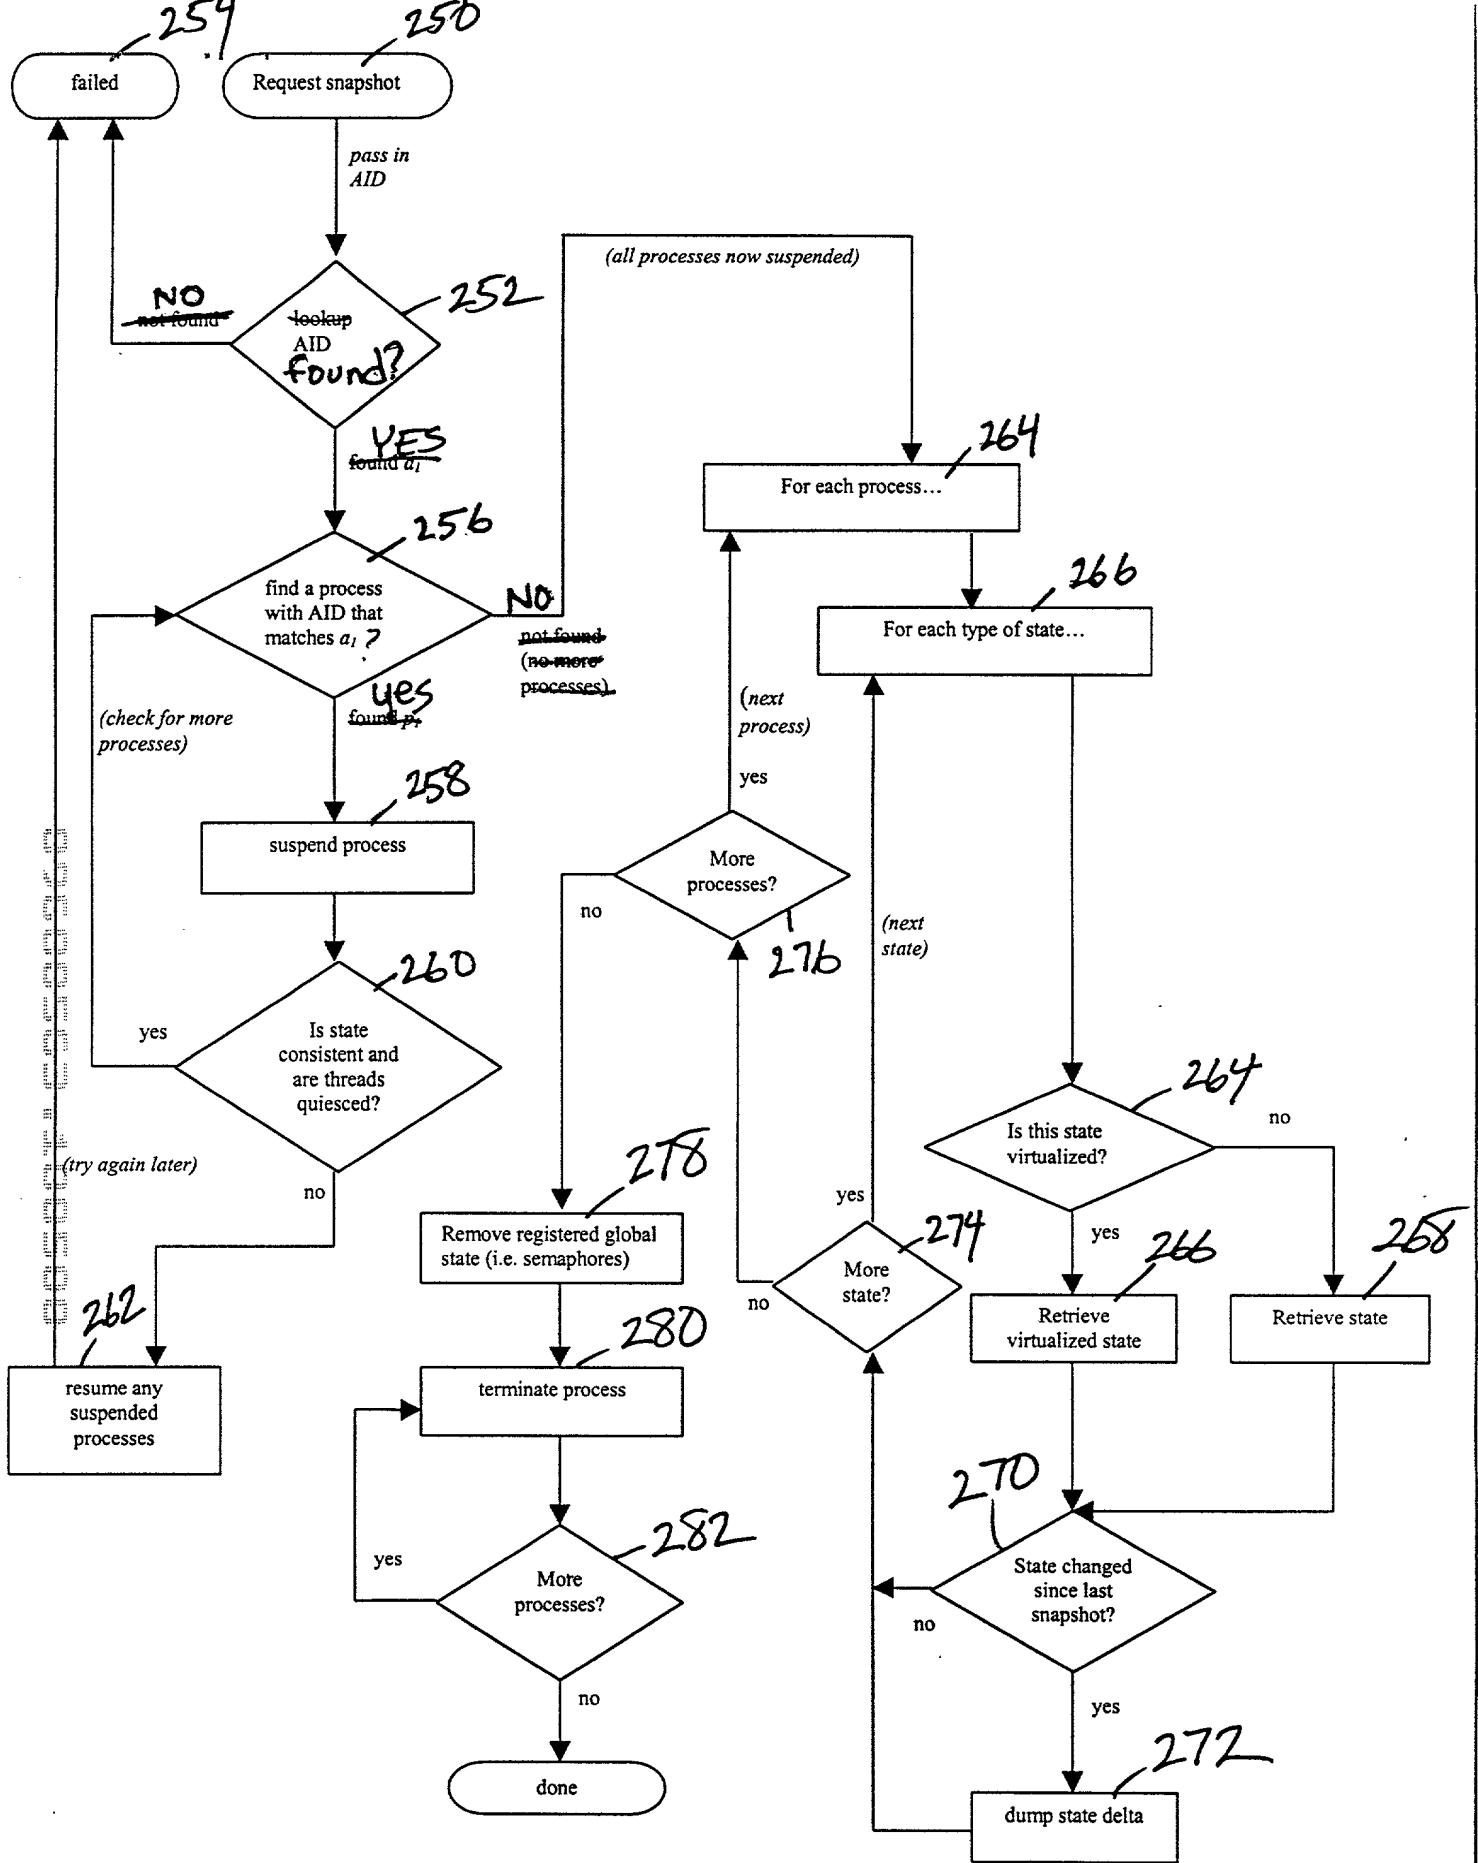 254
250
failed
Request snapshot
pass in
AID
(all processes now suspended)
252
NO
not found
lookup
AID
found?
YES
found a1
264
For each process...
256
find a process
with AID that
matches a1 ?
NO
not found
(no more
processes)
266
For each type of state...
yes
found p1
(check for more
processes)
(next
process)
yes
258
suspend process
More
processes?
no
276
(next
state)
260
Is state
consistent and
are threads
quiesced?
yes
(try again later)
no
264
Is this state
virtualized?
no
yes
278
Remove registered global
state (i.e. semaphores)
yes
274
More
state?
no
266
Retrieve
virtualized state
268
Retrieve state
262
resume any
suspended
processes
280
terminate process
270
State changed
since last
snapshot?
no
yes
282
More
processes?
yes
no
done
272
dump state delta